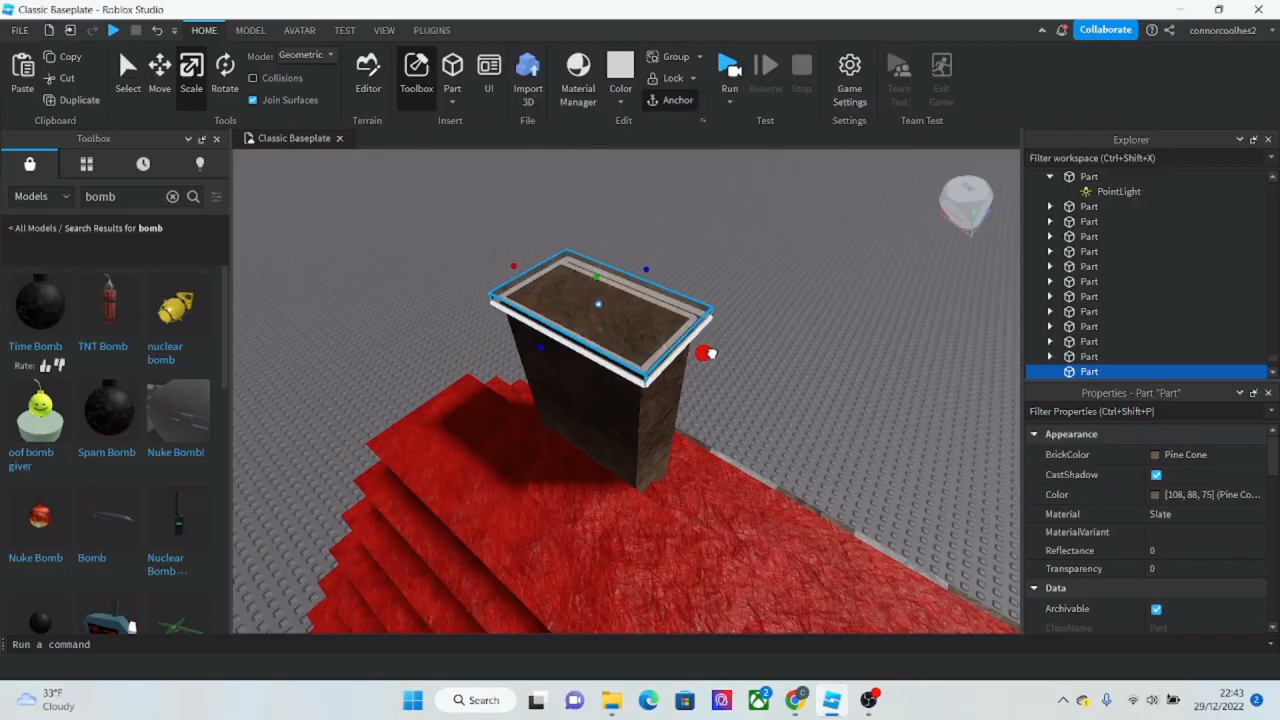 Classic Baseplate - Roblox Studio
FILE HOME MODEL AVATAR TEST VIEW PLUGINS Collaborate connorcoolhes2
Paste Copy Cut Duplicate Clipboard
Select Move Scale Rotate Mode: Geometric Collisions Join Surfaces Tools
Editor Terrain
Toolbox Part UI Insert
Import 3D File
Material Manager Color Group Lock Anchor Edit
Run Resume Stop Test
Game Settings Settings
Team Test Exit Game Team Test
Toolbox
Classic Baseplate
Models bomb
< All Models / Search Results for bomb
Time Bomb TNT Bomb nuclear bomb
Rate:
oof bomb giver Spam Bomb Nuke Bomb!
Nuke Bomb Bomb Nuclear Bomb ...
Explorer
Filter workspace (Ctrl+Shift+X)
Part
PointLight
Part
Part
Part
Part
Part
Part
Part
Part
Part
Part
Part
Part
Properties - Part "Part"
Filter Properties (Ctrl+Shift+P)
Appearance
BrickColor Pine Cone
CastShadow
Color [108, 88, 75] (Pine Co...
Material Slate
MaterialVariant
Reflectance 0
Transparency 0
Data
Archivable
ClassName Part
Run a command
33°F
Cloudy
Search
2
22:43
29/12/2022
2